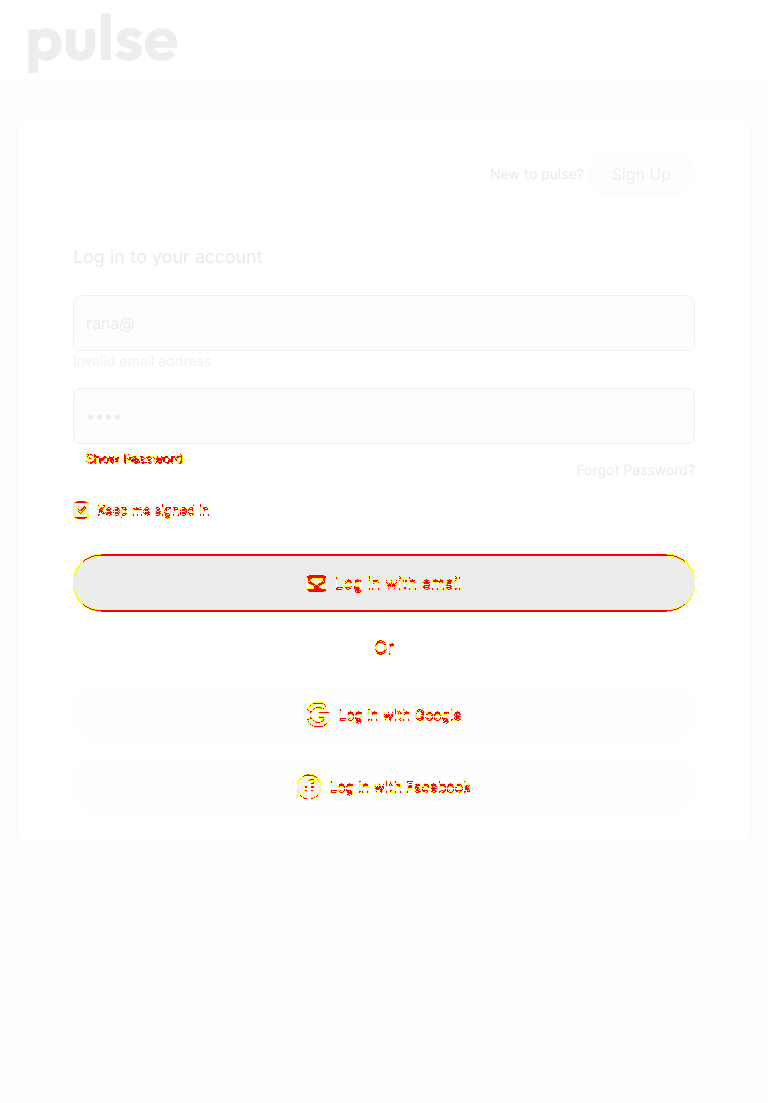 pulse
New to pulse? Sign Up
Log in to your account
rana@
Invalid email address
••••
Show Password
Forgot Password?
Keep me signed in
Log in with email
Or
Log in with Google
Log in with Facebook